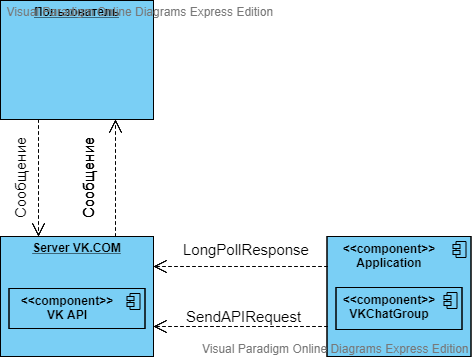 Visual Paradigm Online Diagrams Express Edition
Пользователь
Сообщение
Сообщение
Server VK.COM
<<component>>
VK API
LongPollResponse
SendAPIRequest
<<component>>
Application
<<component>>
VKChatGroup
Visual Paradigm Online Diagrams Express Edition